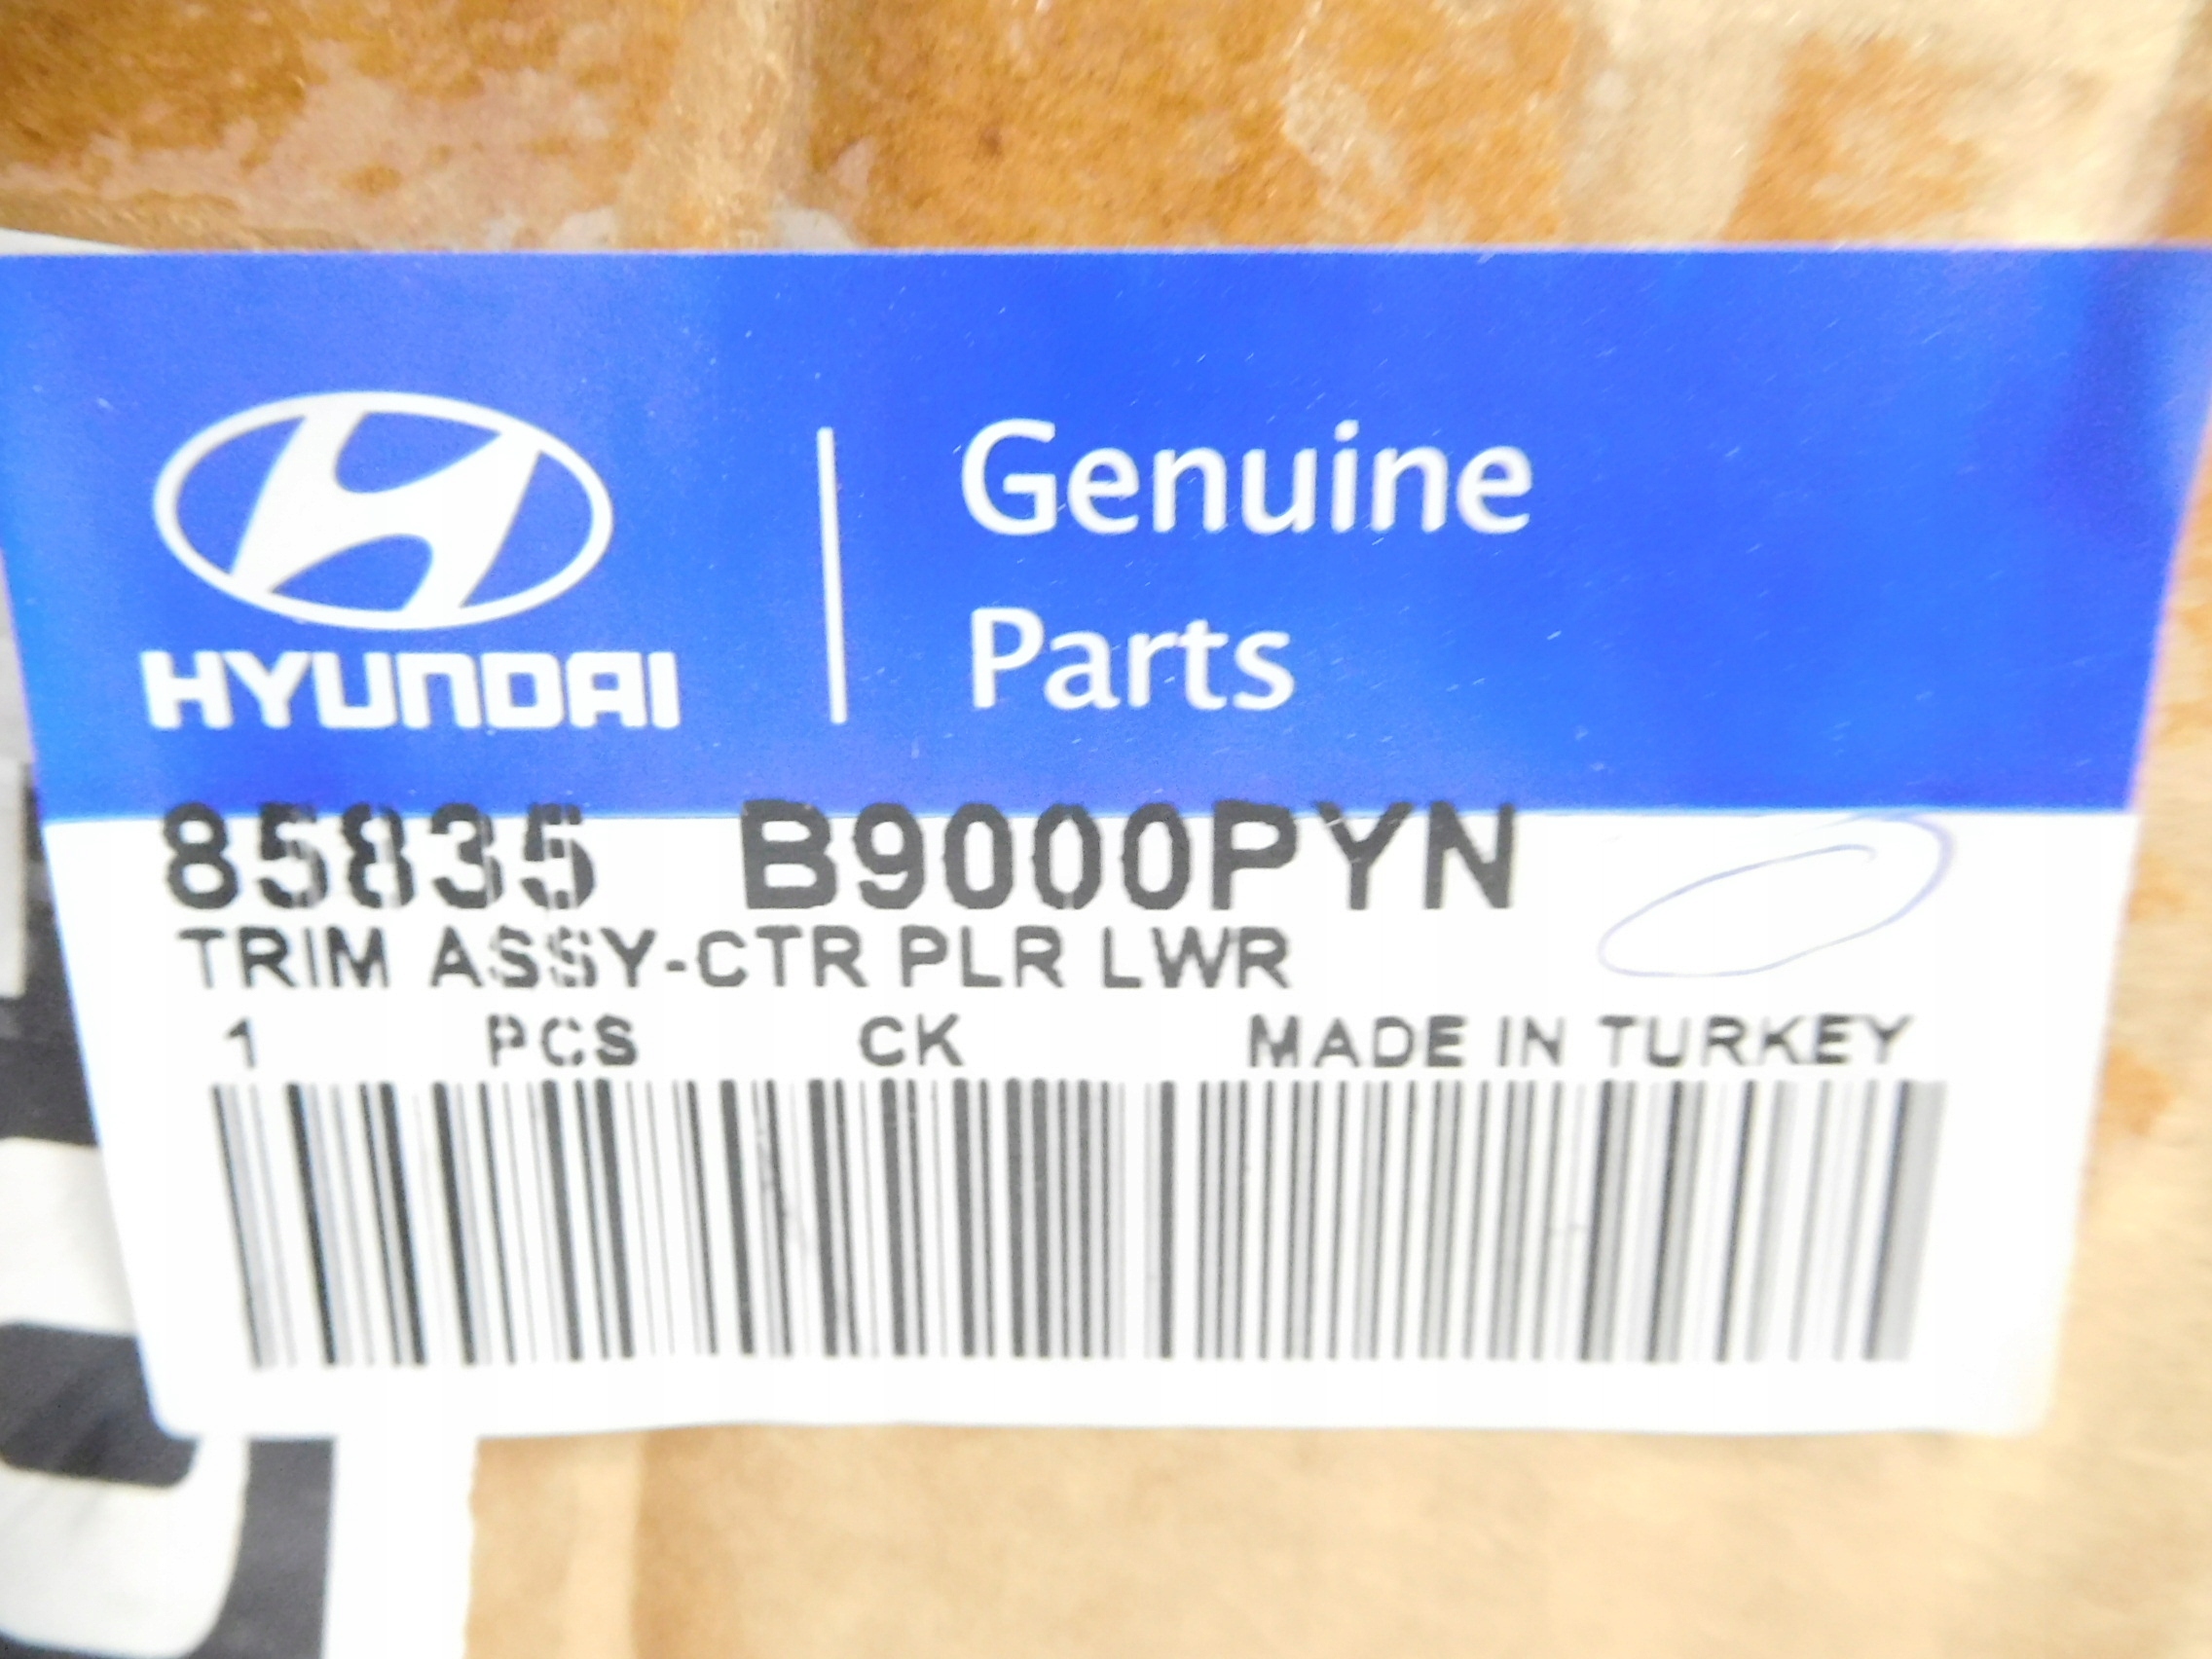 HYUNDAI
Genuine
Parts
85835 B9000PYN
TRIM ASSY-CTR PLR LWR
1 PCS CK MADE IN TURKEY